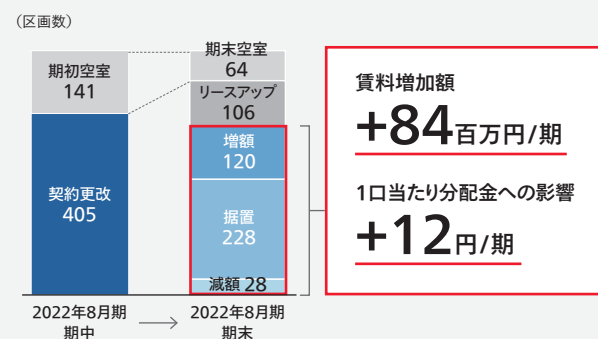 （区画数）
期初空室
141
契約更改
405
期末空室
64
リースアップ
106
増額
120
据置
228
減額 28
2022年8月期
期中
2022年8月期
期末
賃料増加額
+84百万円/期
1口当たり分配金への影響
+12円/期